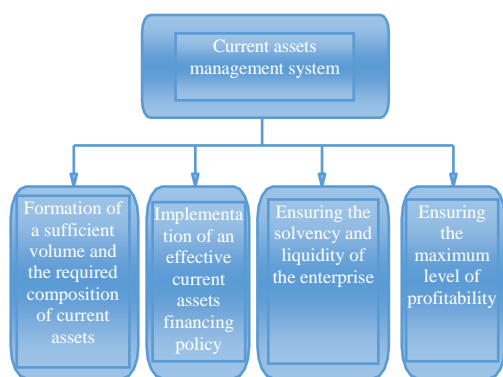 Current assets
management system
Formation of
a sufficient
volume and
the required
composition
of current
assets
Implementa
tion of an
effective
current
assets
financing
policy
Ensuring the
solvency and
liquidity of
the enterprise
Ensuring
the
maximum
level of
profitability